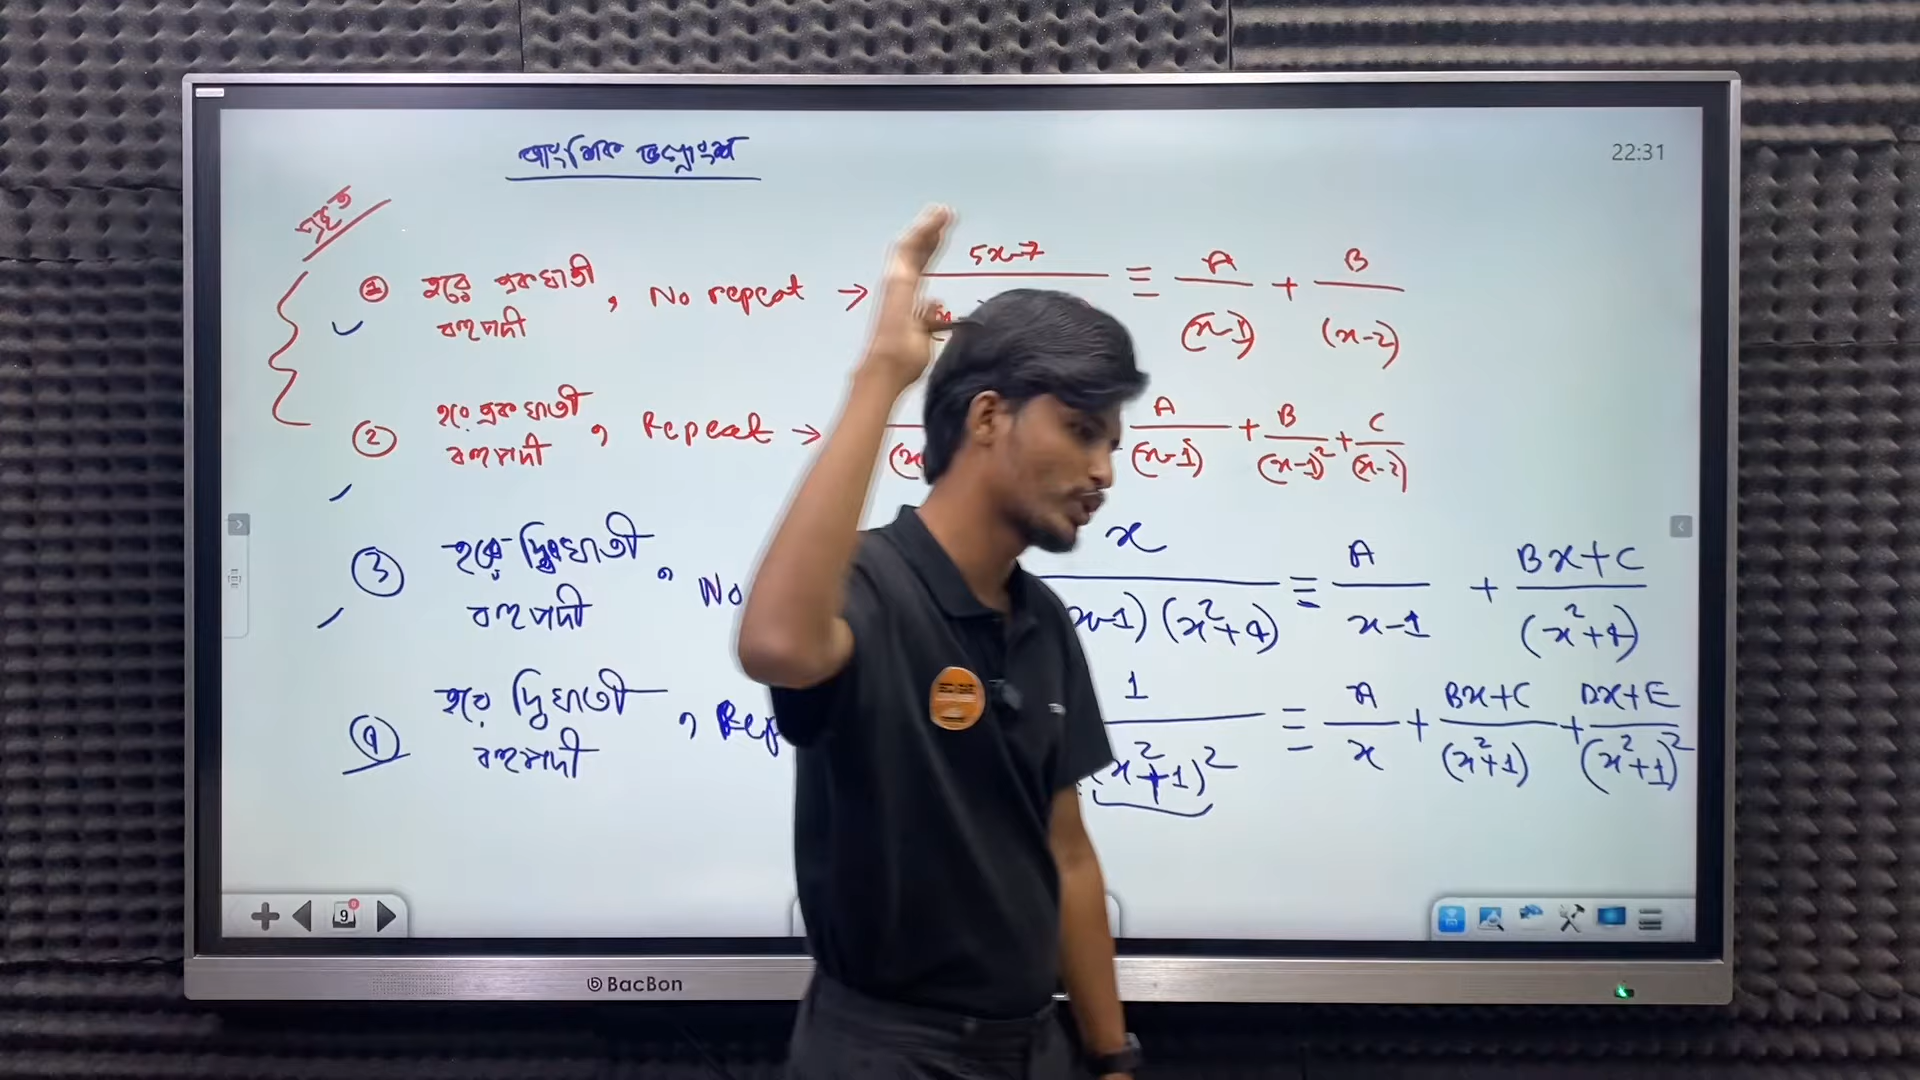 আংশিক ভগ্নাংশ
22:31
সহজ
① হরে একঘাতী বহুপদী , No repeat → 5x-7 ≡ A/(x-1) + B/(x-2)
② হরে একঘাতী বহুপদী , Repeat → (x A/(x-1) + B/(x-1)² + C/(x-2)
③ হরে দ্বিঘাতী বহুপদী , No x/(x-1)(x²+4) ≡ A/x-1 + Bx+C/(x²+4)
④ হরে দ্বিঘাতী বহুপদী , Rep 1/(x²+1)² ≡ A/x + Bx+C/(x²+1) + Dx+E/(x²+1)²
9
BacBon